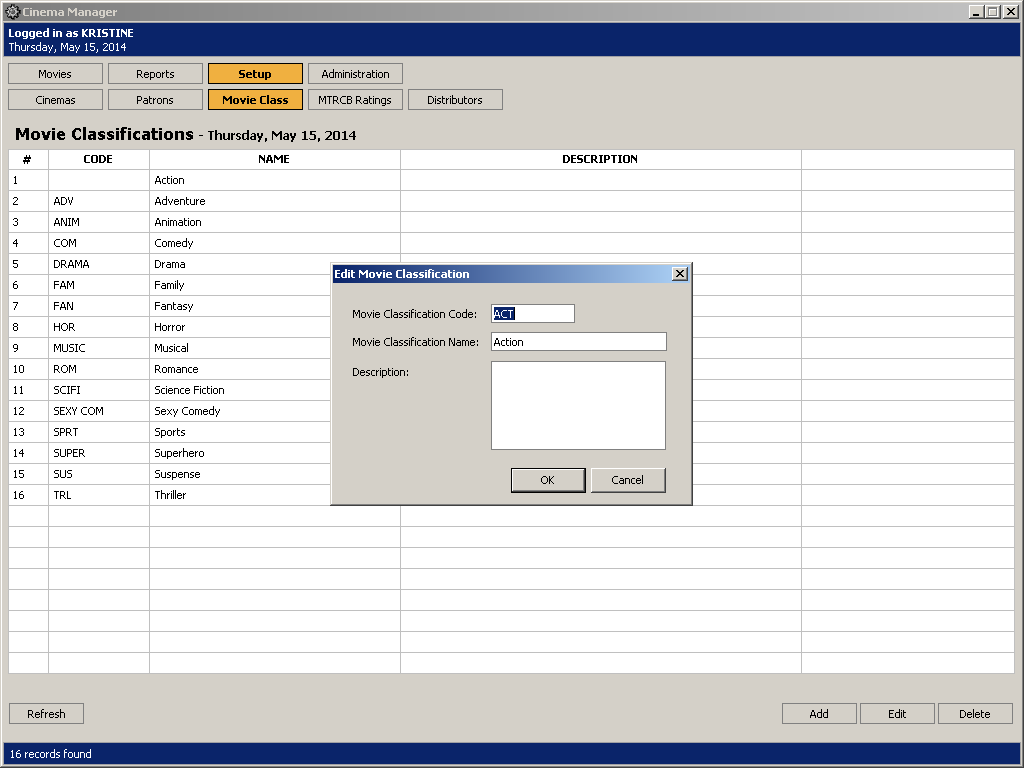 Cinema Manager
Logged in as KRISTINE
Thursday, May 15, 2014
Movies Reports Setup Administration
Cinemas Patrons Movie Class MTRCB Ratings Distributors
Movie Classifications - Thursday, May 15, 2014
# CODE NAME DESCRIPTION
1 Action
2 ADV Adventure
3 ANIM Animation
4 COM Comedy
5 DRAMA Drama
6 FAM Family
7 FAN Fantasy
8 HOR Horror
9 MUSIC Musical
10 ROM Romance
11 SCIFI Science Fiction
12 SEXY COM Sexy Comedy
13 SPRT Sports
14 SUPER Superhero
15 SUS Suspense
16 TRL Thriller
Edit Movie Classification
Movie Classification Code: ACT
Movie Classification Name: Action
Description:
OK Cancel
Refresh Add Edit Delete
16 records found